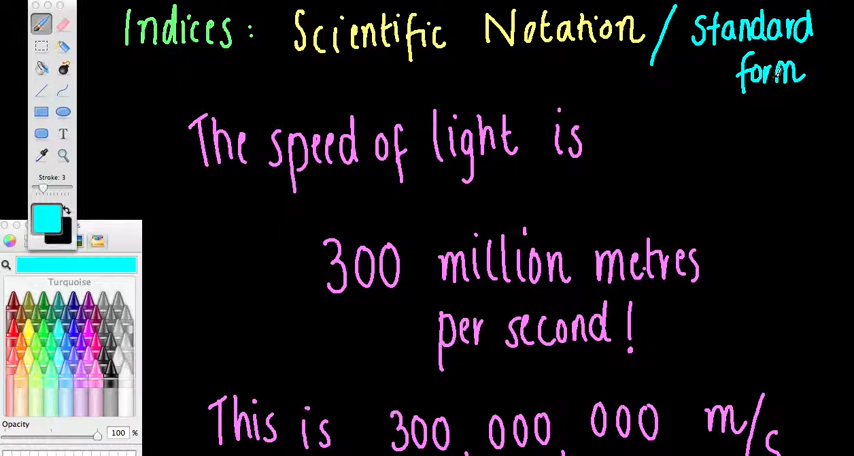 Indices: Scientific Notation / Standard
form
The speed of light is
300 million metres
per second!
This is 300,000,000 m/s
Stroke: 3
Turquoise
Opacity
100 %